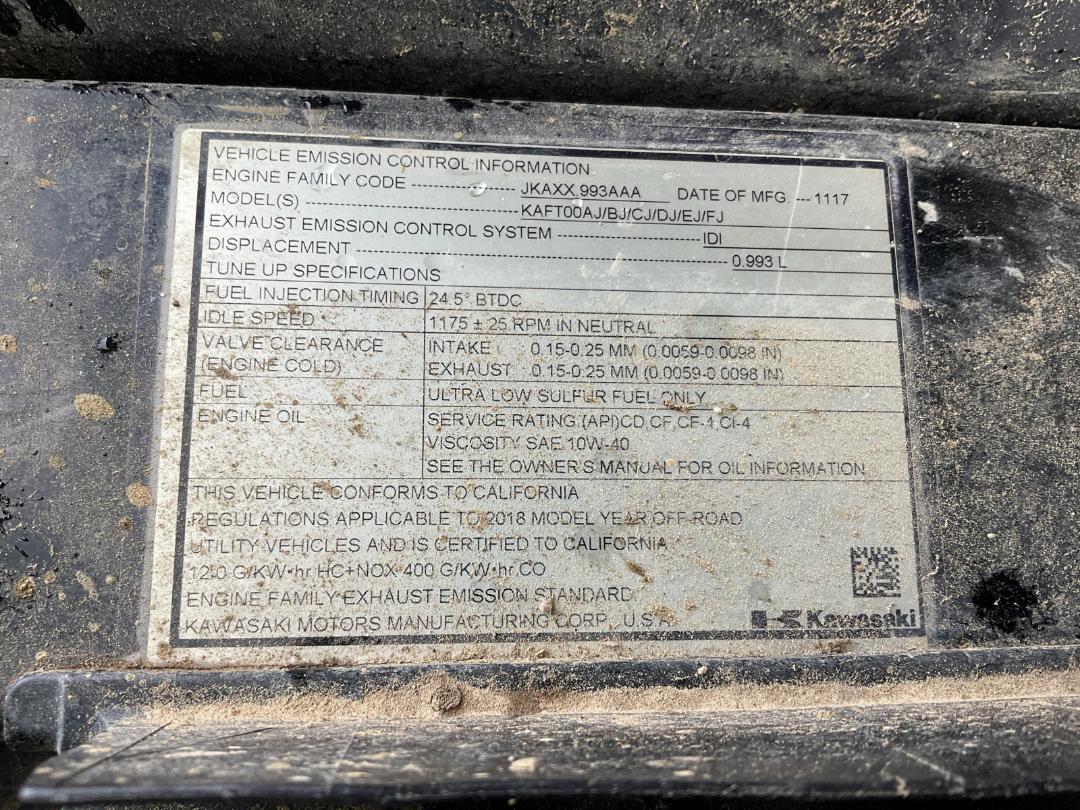 VEHICLE EMISSION CONTROL INFORMATION
ENGINE FAMILY CODE ---------------- JKAXX.993AAA DATE OF MFG. --- 1117
MODEL(S) ---------------------------------- KAFT00AJ/BJ/CJ/DJ/EJ/FJ
EXHAUST EMISSION CONTROL SYSTEM ---------------------- IDI
DISPLACEMENT ---------------------------------------------------------- 0.993 L
TUNE UP SPECIFICATIONS
FUEL INJECTION TIMING 24.5° BTDC
IDLE SPEED 1175 ± 25 RPM IN NEUTRAL
VALVE CLEARANCE INTAKE : 0.15-0.25 MM (0.0059-0.0098 IN)
(ENGINE COLD) EXHAUST : 0.15-0.25 MM (0.0059-0.0098 IN)
FUEL ULTRA LOW SULFUR FUEL ONLY
ENGINE OIL SERVICE RATING (API)CD,CF,CF-4,CI-4
VISCOSITY SAE 10W-40
SEE THE OWNER'S MANUAL FOR OIL INFORMATION
THIS VEHICLE CONFORMS TO CALIFORNIA
REGULATIONS APPLICABLE TO 2018 MODEL YEAR OFF-ROAD
UTILITY VEHICLES AND IS CERTIFIED TO CALIFORNIA
12.0 G/KW·hr HC+NOX 400 G/KW·hr CO
ENGINE FAMILY EXHAUST EMISSION STANDARD
KAWASAKI MOTORS MANUFACTURING CORP., U.S.A.
Kawasaki